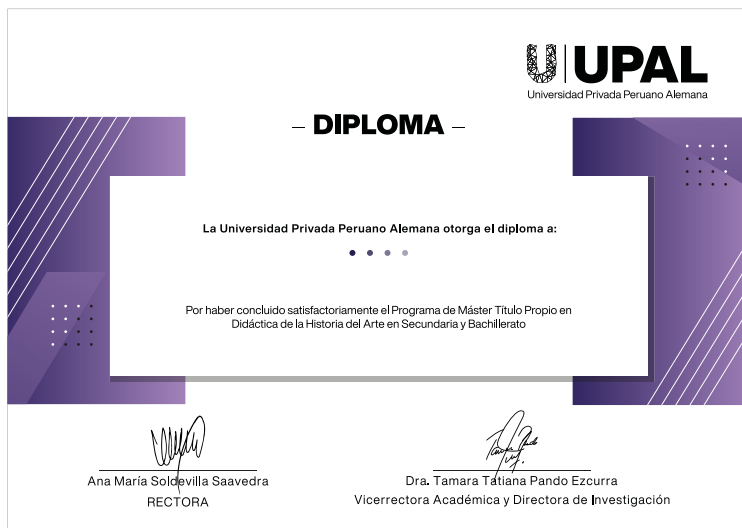 UPAL
Universidad Privada Peruano Alemana
– DIPLOMA –
La Universidad Privada Peruano Alemana otorga el diploma a:
Por haber concluido satisfactoriamente el Programa de Máster Título Propio en
Didáctica de la Historia del Arte en Secundaria y Bachillerato
Ana María Soldevilla Saavedra
RECTORA
Dra. Tamara Tatiana Pando Ezcurra
Vicerrectora Académica y Directora de Investigación